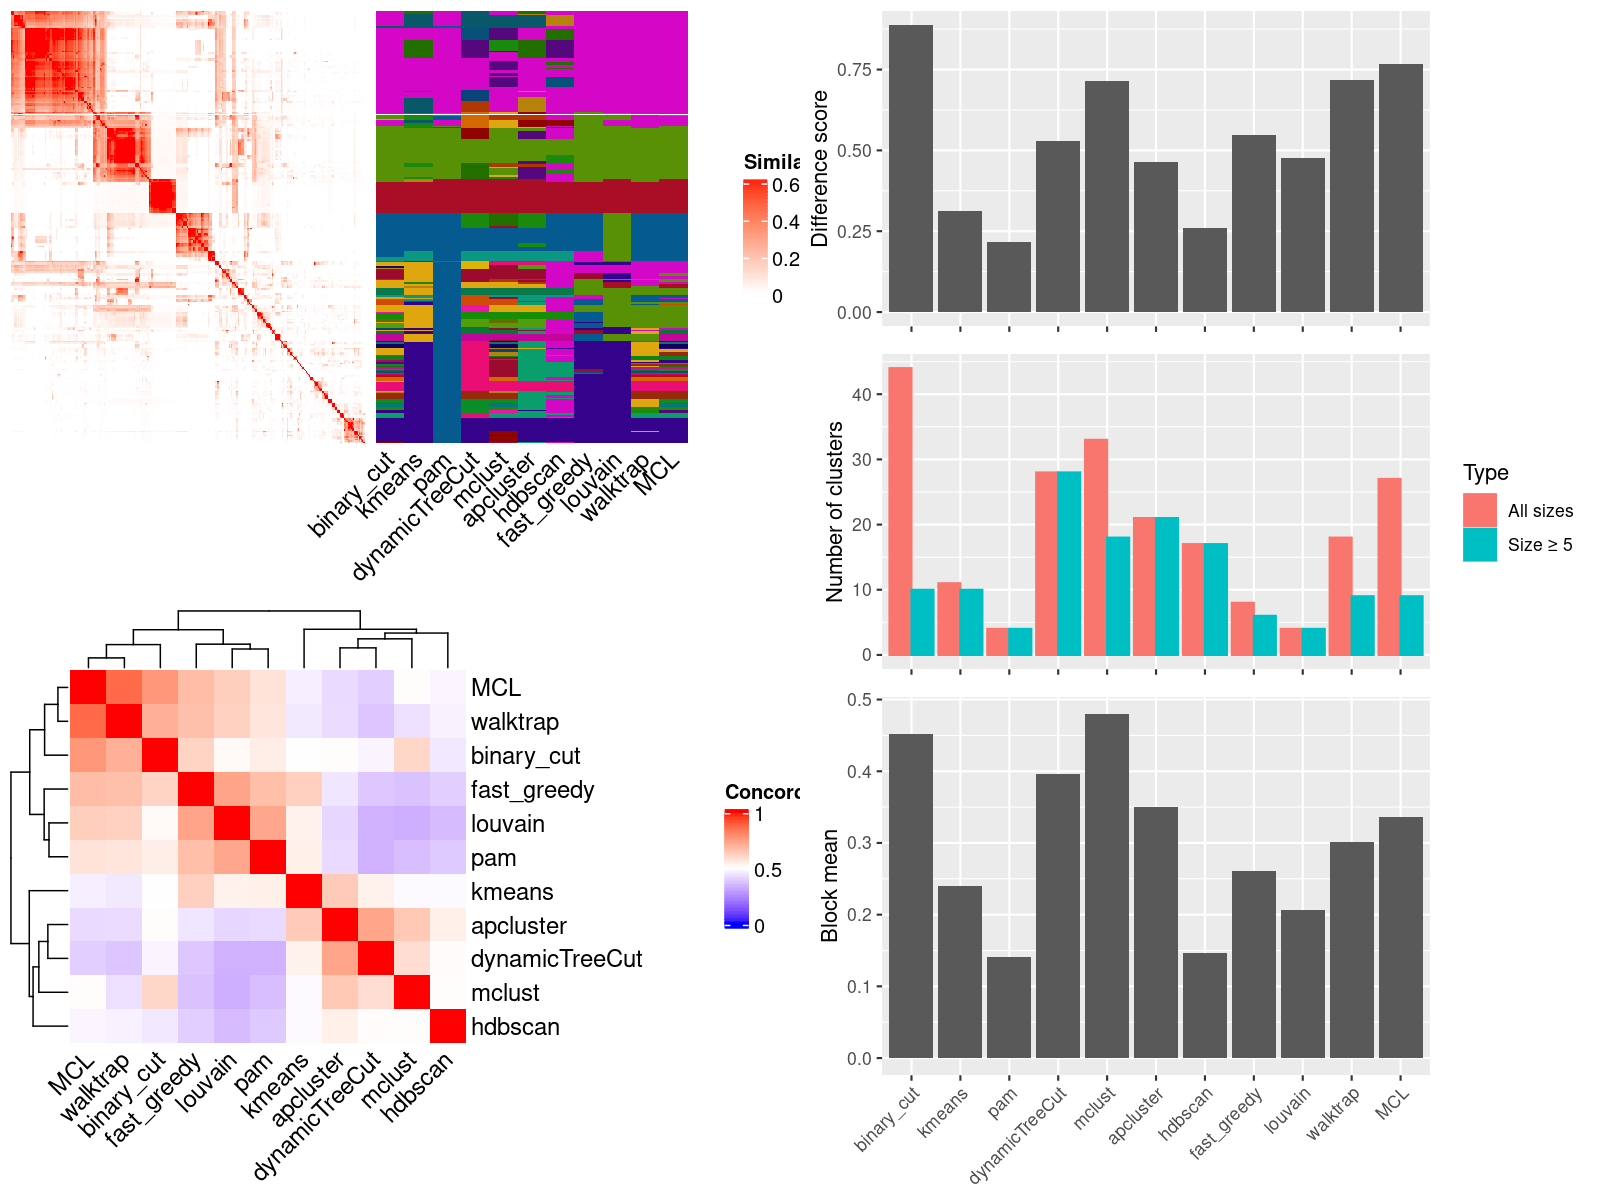 Simila
0.6
0.4
0.2
0
binary_cut
kmeans
pam
dynamicTreeCut
mclust
apcluster
hdbscan
fast_greedy
louvain
walktrap
MCL
Difference score
0.75
0.50
0.25
0.00
Number of clusters
40
30
20
10
0
Type
All sizes
Size ≥ 5
MCL
walktrap
binary_cut
fast_greedy
louvain
pam
kmeans
apcluster
dynamicTreeCut
mclust
hdbscan
MCL
walktrap
binary_cut
fast_greedy
louvain
pam
kmeans
apcluster
dynamicTreeCut
mclust
hdbscan
Concord
1
0.5
0
Block mean
0.5
0.4
0.3
0.2
0.1
0.0
binary_cut
kmeans
pam
dynamicTreeCut
mclust
apcluster
hdbscan
fast_greedy
louvain
walktrap
MCL